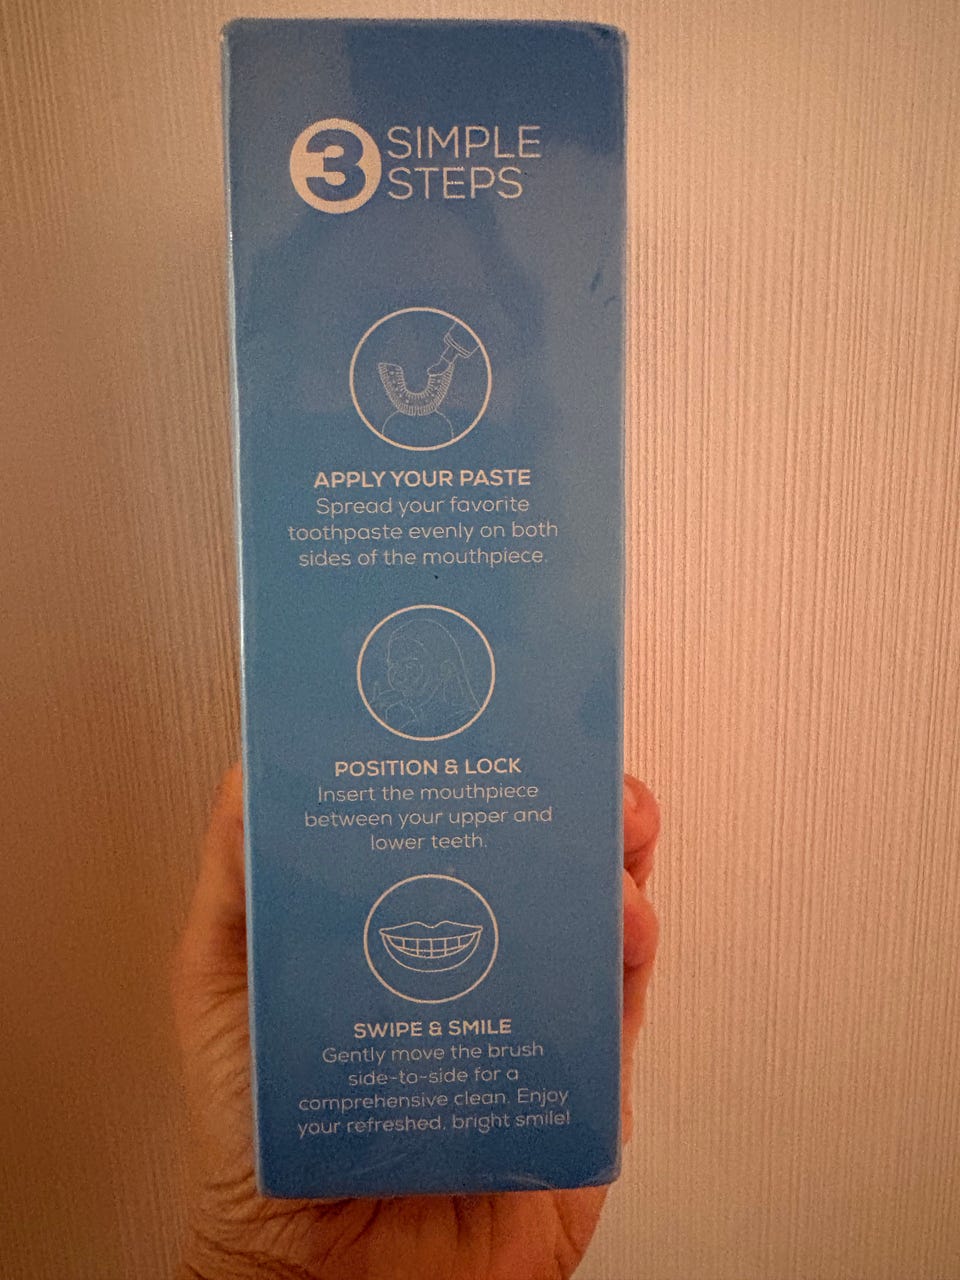 3 SIMPLE
STEPS
APPLY YOUR PASTE
Spread your favorite
toothpaste evenly on both
sides of the mouthpiece.
POSITION & LOCK
Insert the mouthpiece
between your upper and
lower teeth.
SWIPE & SMILE
Gently move the brush
side-to-side for a
comprehensive clean. Enjoy
your refreshed, bright smile!